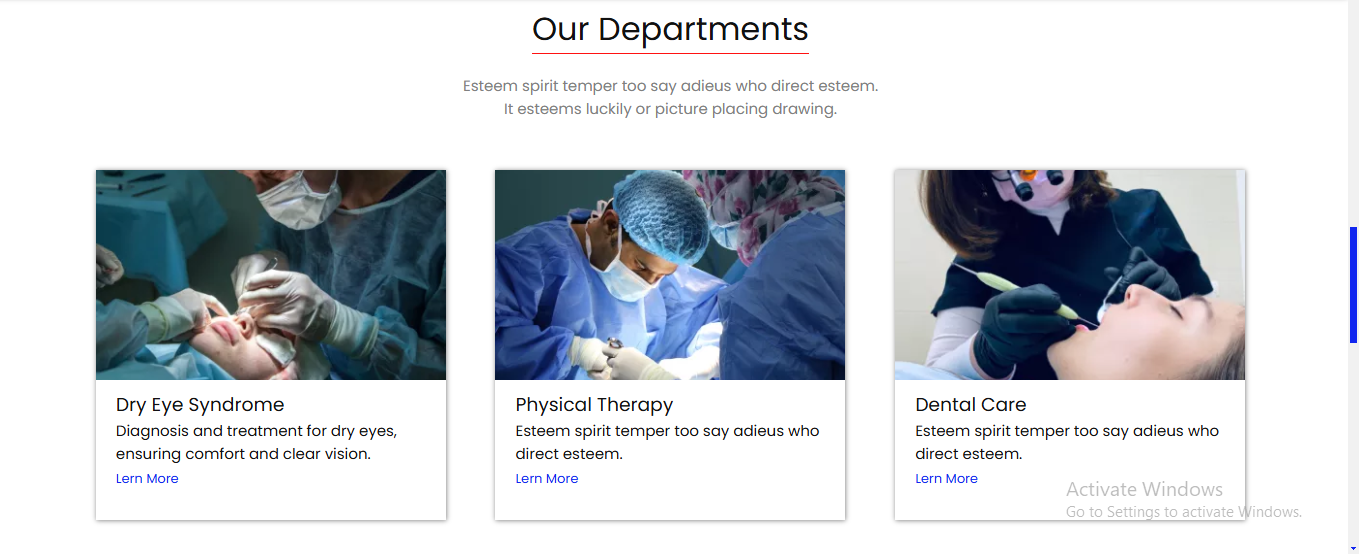 Our Departments
Esteem spirit temper too say adieus who direct esteem.
It esteems luckily or picture placing drawing.
Dry Eye Syndrome
Diagnosis and treatment for dry eyes,
ensuring comfort and clear vision.
Lern More
Physical Therapy
Esteem spirit temper too say adieus who
direct esteem.
Lern More
Dental Care
Esteem spirit temper too say adieus who
direct esteem.
Lern More
Activate Windows
Go to Settings to activate Windows.